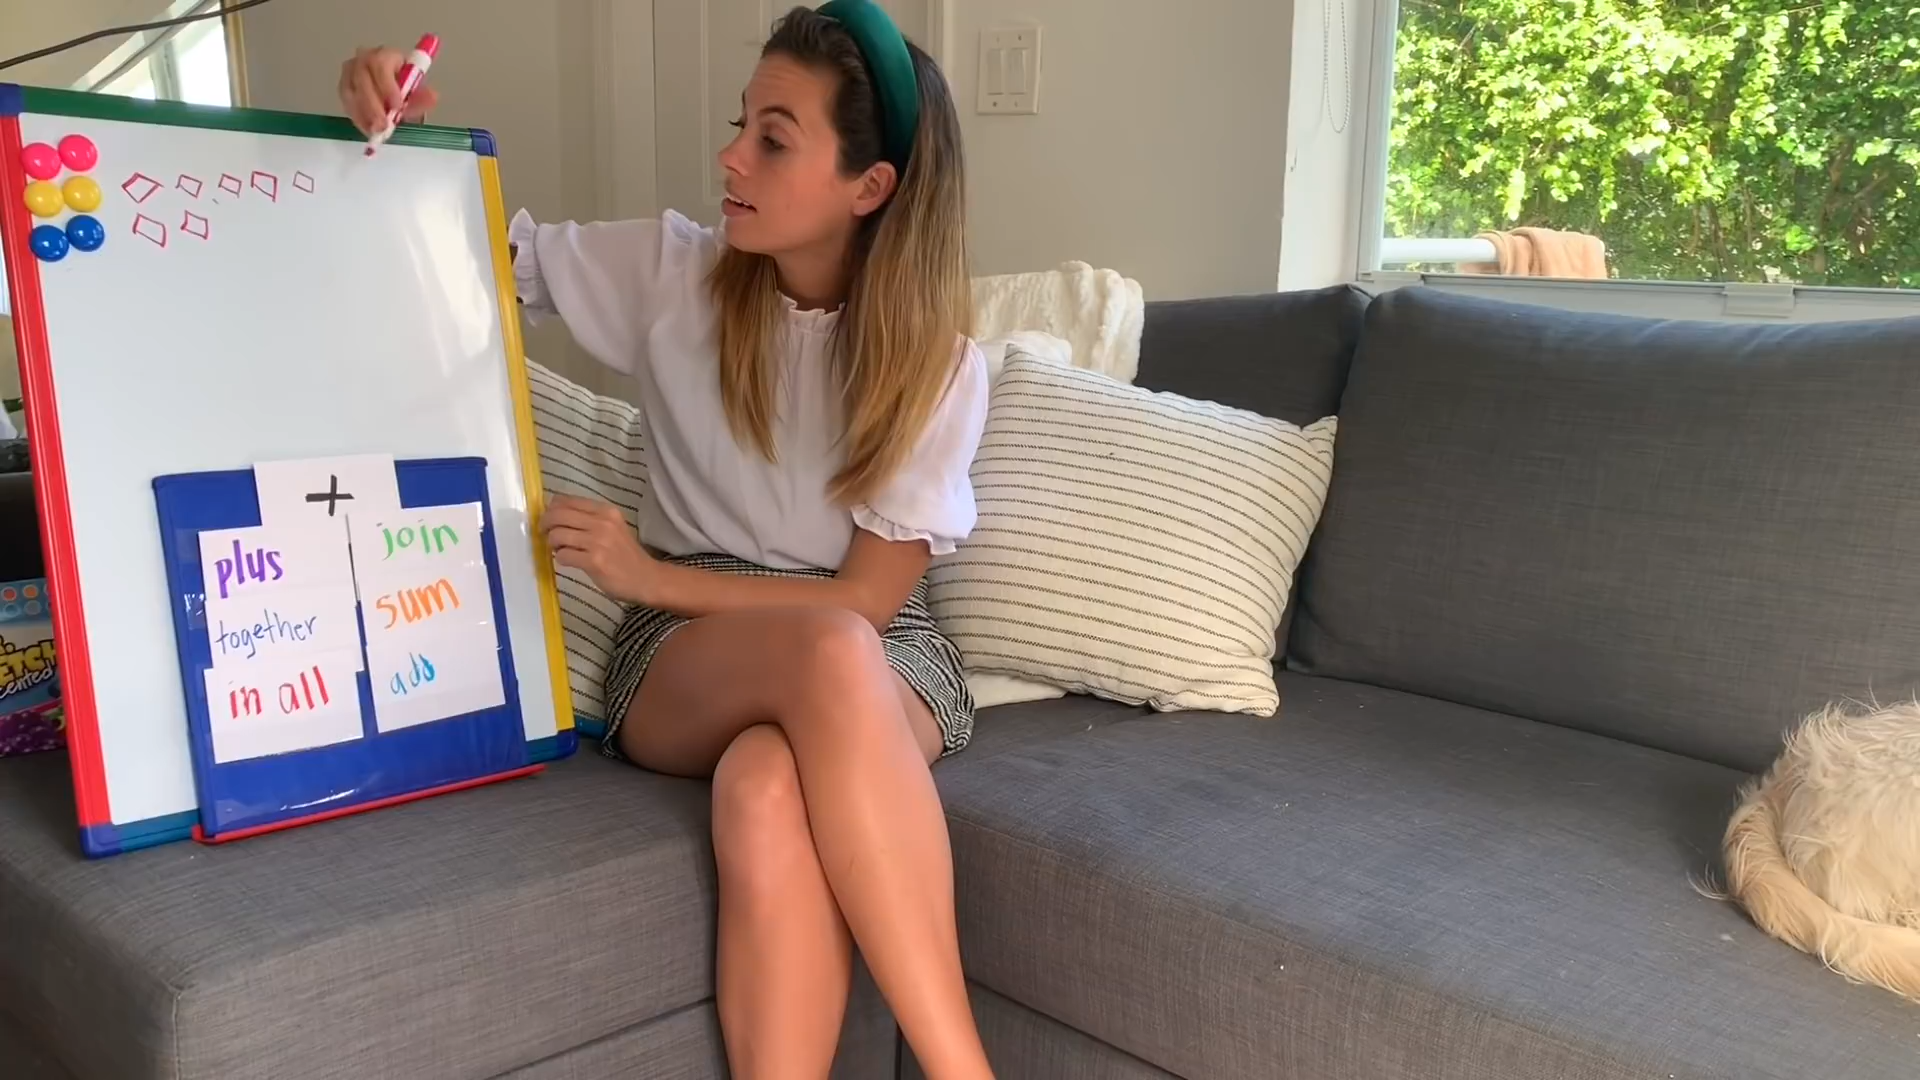 +
plus
join
together
sum
in all
add